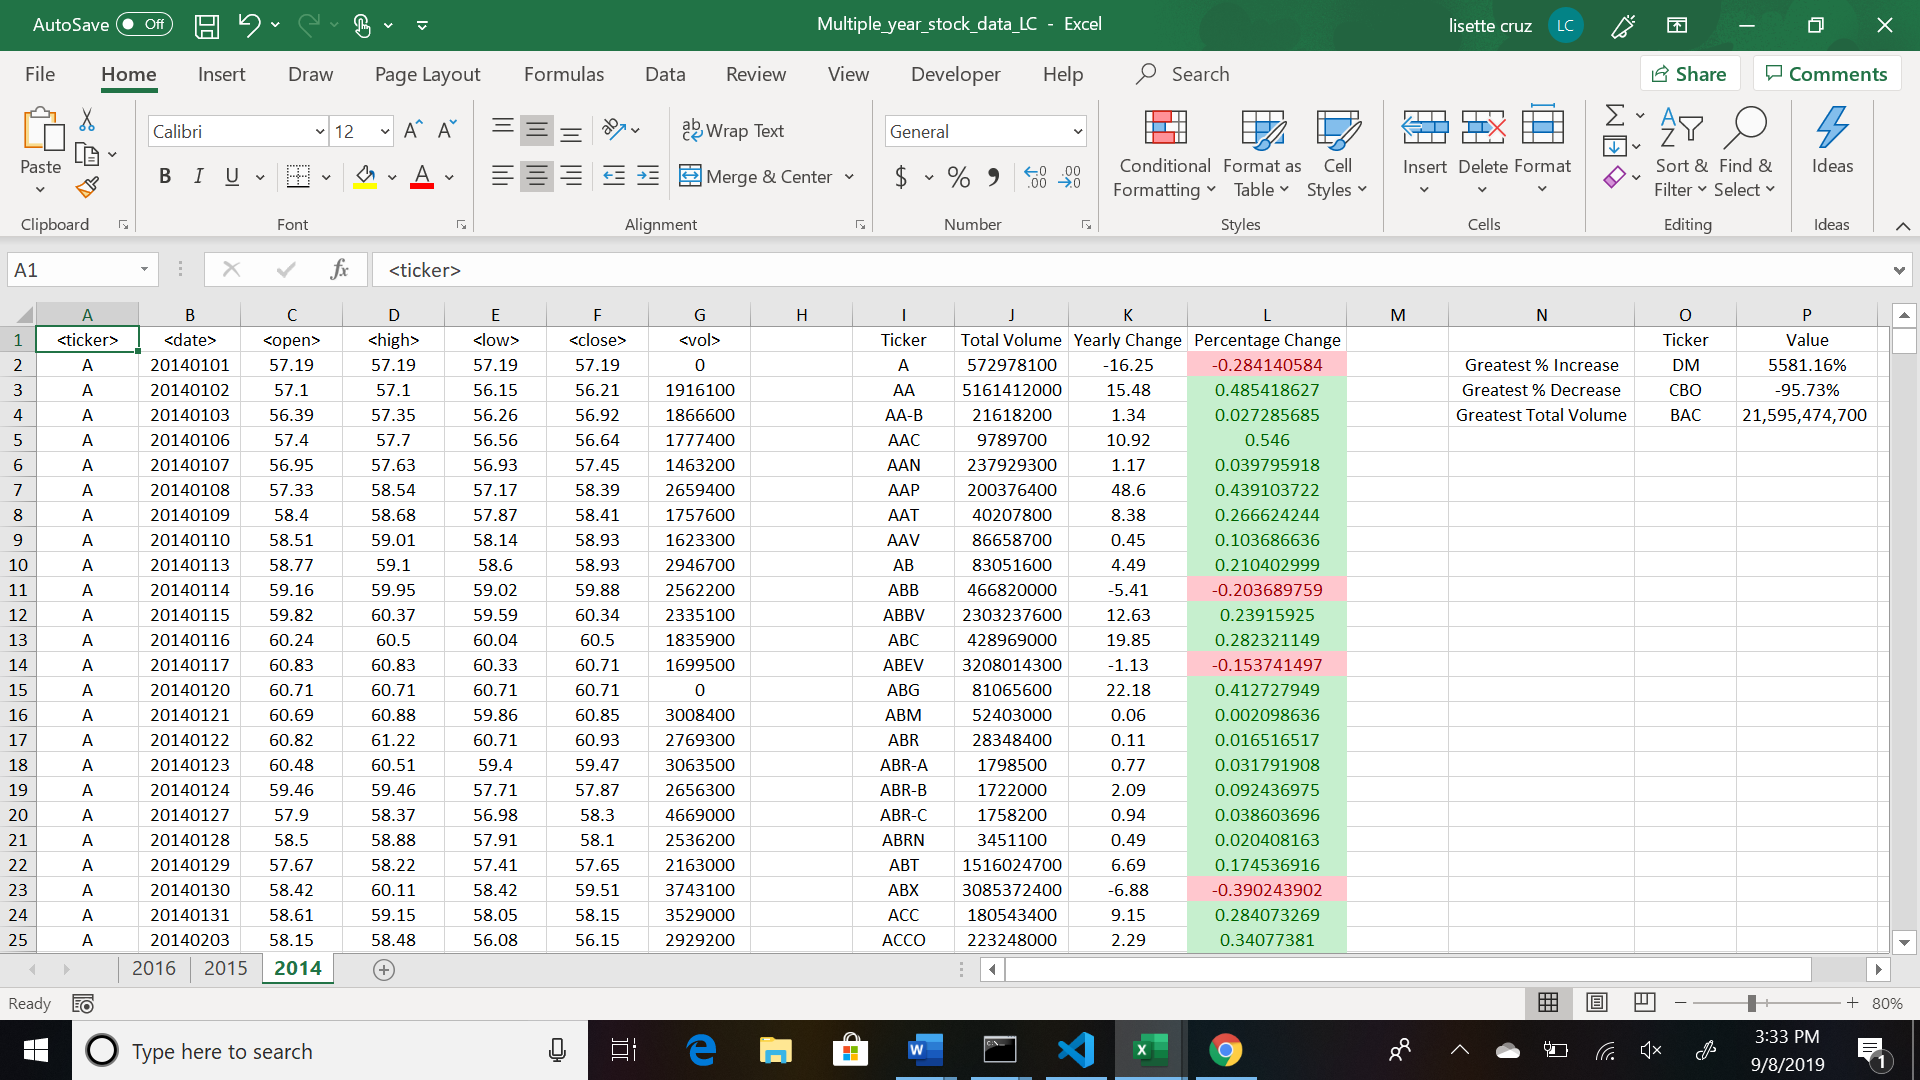 AutoSave Off Multiple_year_stock_data_LC - Excel lisette cruz LC
File Home Insert Draw Page Layout Formulas Data Review View Developer Help Search Share Comments
Paste Calibri 12 A A ab Wrap Text General Conditional Formatting Format as Table Cell Styles Insert Delete Format Sort & Filter Find & Select Ideas
B I U A Merge & Center $ % , .00 .00
Clipboard Font Alignment Number Styles Cells Editing Ideas
A1 fx <ticker>
A B C D E F G H I J K L M N O P
1 <ticker> <date> <open> <high> <low> <close> <vol> Ticker Total Volume Yearly Change Percentage Change Ticker Value
2 A 20140101 57.19 57.19 57.19 57.19 0 A 572978100 -16.25 -0.284140584 Greatest % Increase DM 5581.16%
3 A 20140102 57.1 57.1 56.15 56.21 1916100 AA 5161412000 15.48 0.485418627 Greatest % Decrease CBO -95.73%
4 A 20140103 56.39 57.35 56.26 56.92 1866600 AA-B 21618200 1.34 0.027285685 Greatest Total Volume BAC 21,595,474,700
5 A 20140106 57.4 57.7 56.56 56.64 1777400 AAC 9789700 10.92 0.546
6 A 20140107 56.95 57.63 56.93 57.45 1463200 AAN 237929300 1.17 0.039795918
7 A 20140108 57.33 58.54 57.17 58.39 2659400 AAP 200376400 48.6 0.439103722
8 A 20140109 58.4 58.68 57.87 58.41 1757600 AAT 40207800 8.38 0.266624244
9 A 20140110 58.51 59.01 58.14 58.93 1623300 AAV 86658700 0.45 0.103686636
10 A 20140113 58.77 59.1 58.6 58.93 2946700 AB 83051600 4.49 0.210402999
11 A 20140114 59.16 59.95 59.02 59.88 2562200 ABB 466820000 -5.41 -0.203689759
12 A 20140115 59.82 60.37 59.59 60.34 2335100 ABBV 2303237600 12.63 0.23915925
13 A 20140116 60.24 60.5 60.04 60.5 1835900 ABC 428969000 19.85 0.282321149
14 A 20140117 60.83 60.83 60.33 60.71 1699500 ABEV 3208014300 -1.13 -0.153741497
15 A 20140120 60.71 60.71 60.71 60.71 0 ABG 81065600 22.18 0.412727949
16 A 20140121 60.69 60.88 59.86 60.85 3008400 ABM 52403000 0.06 0.002098636
17 A 20140122 60.82 61.22 60.71 60.93 2769300 ABR 28348400 0.11 0.016516517
18 A 20140123 60.48 60.51 59.4 59.47 3063500 ABR-A 1798500 0.77 0.031791908
19 A 20140124 59.46 59.46 57.71 57.87 2656300 ABR-B 1722000 2.09 0.092436975
20 A 20140127 57.9 58.37 56.98 58.3 4669000 ABR-C 1758200 0.94 0.038603696
21 A 20140128 58.5 58.88 57.91 58.1 2536200 ABRN 3451100 0.49 0.020408163
22 A 20140129 57.67 58.22 57.41 57.65 2163000 ABT 1516024700 6.69 0.174536916
23 A 20140130 58.42 60.11 58.42 59.51 3743100 ABX 3085372400 -6.88 -0.390243902
24 A 20140131 58.61 59.15 58.05 58.15 3529000 ACC 180543400 9.15 0.284073269
25 A 20140203 58.15 58.48 56.08 56.15 2929200 ACCO 223248000 2.29 0.34077381
2016 2015 2014
Ready 80%
Type here to search 3:33 PM
9/8/2019 1